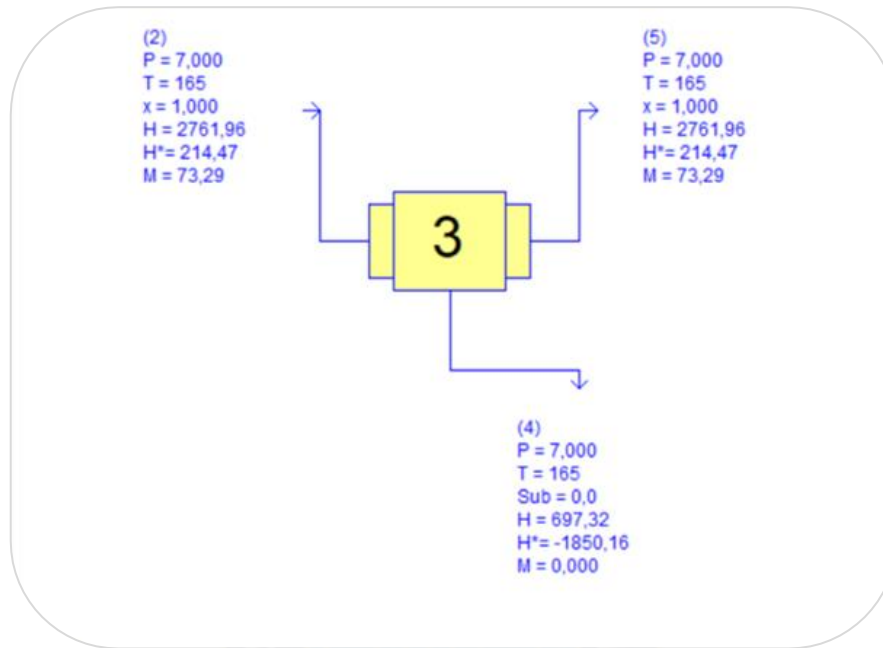 (2)
P = 7,000
T = 165
x = 1,000
H = 2761,96
H*= 214,47
M = 73,29
(5)
P = 7,000
T = 165
x = 1,000
H = 2761,96
H*= 214,47
M = 73,29
3
(4)
P = 7,000
T = 165
Sub = 0,0
H = 697,32
H*= -1850,16
M = 0,000